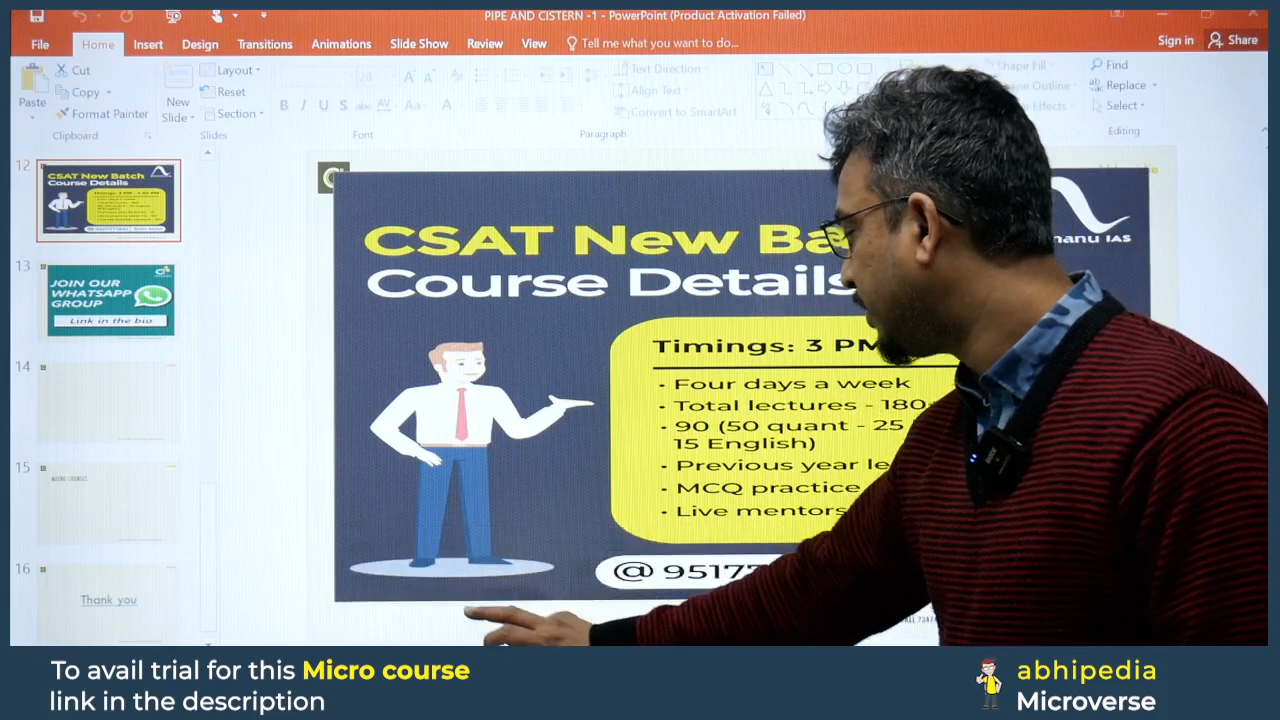 PIPE AND CISTERN -1 - PowerPoint (Product Activation Failed)
File Home Insert Design Transitions Animations Slide Show Review View Tell me what you want to do... Sign in Share
Cut
Copy
Format Painter
Paste
Clipboard
New
Slide
Layout
Reset
Section
Slides
28
Font
Text Direction
Align Text
Convert to SmartArt
Paragraph
Find
Replace
Select
Editing
12
CSAT New Batch
Course Details
13
JOIN OUR
WHATSAPP
GROUP
Link in the bio
14
15
16
Thank you
CSAT New Ba
Course Details
IAS
Timings: 3 PM
• Four days a week
• Total lectures - 180
• 90 (50 quant - 25
15 English)
• Previous year le
• MCQ practice
• Live mentors
@ 9517
To avail trial for this Micro course
link in the description
abhipedia
Microverse